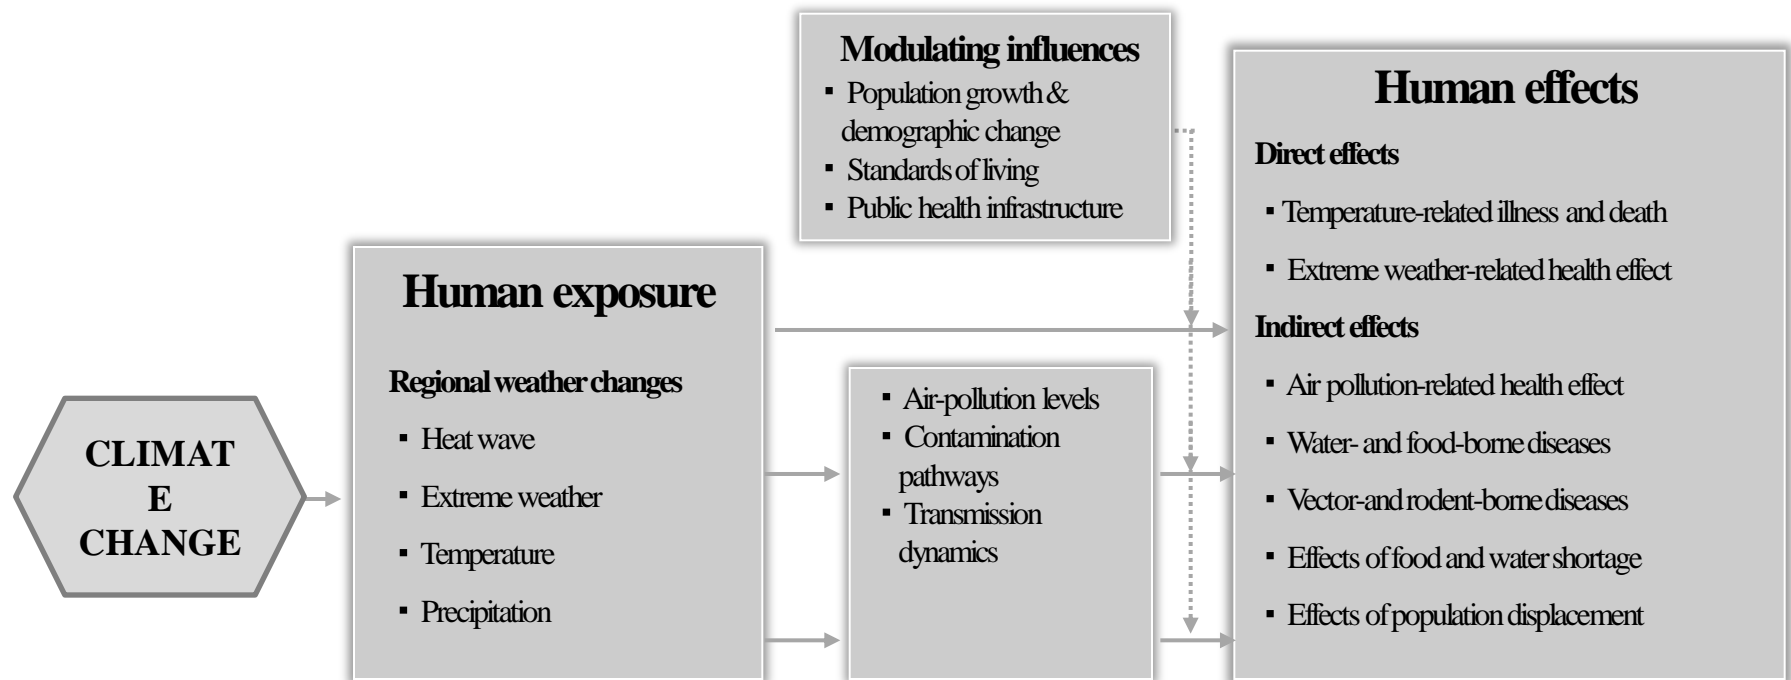 CLIMAT
E
CHANGE
Human exposure
Regional weather changes
▪ Heat wave
▪ Extreme weather
▪ Temperature
▪ Precipitation
Modulating influences
▪ Population growth &
demographic change
▪ Standards of living
▪ Public health infrastructure
▪ Air-pollution levels
▪ Contamination
pathways
▪ Transmission
dynamics
Human effects
Direct effects
▪ Temperature-related illness and death
▪ Extreme weather-related health effect
Indirect effects
▪ Air pollution-related health effect
▪ Water- and food-borne diseases
▪ Vector-and rodent-borne diseases
▪ Effects of food and water shortage
▪ Effects of population displacement